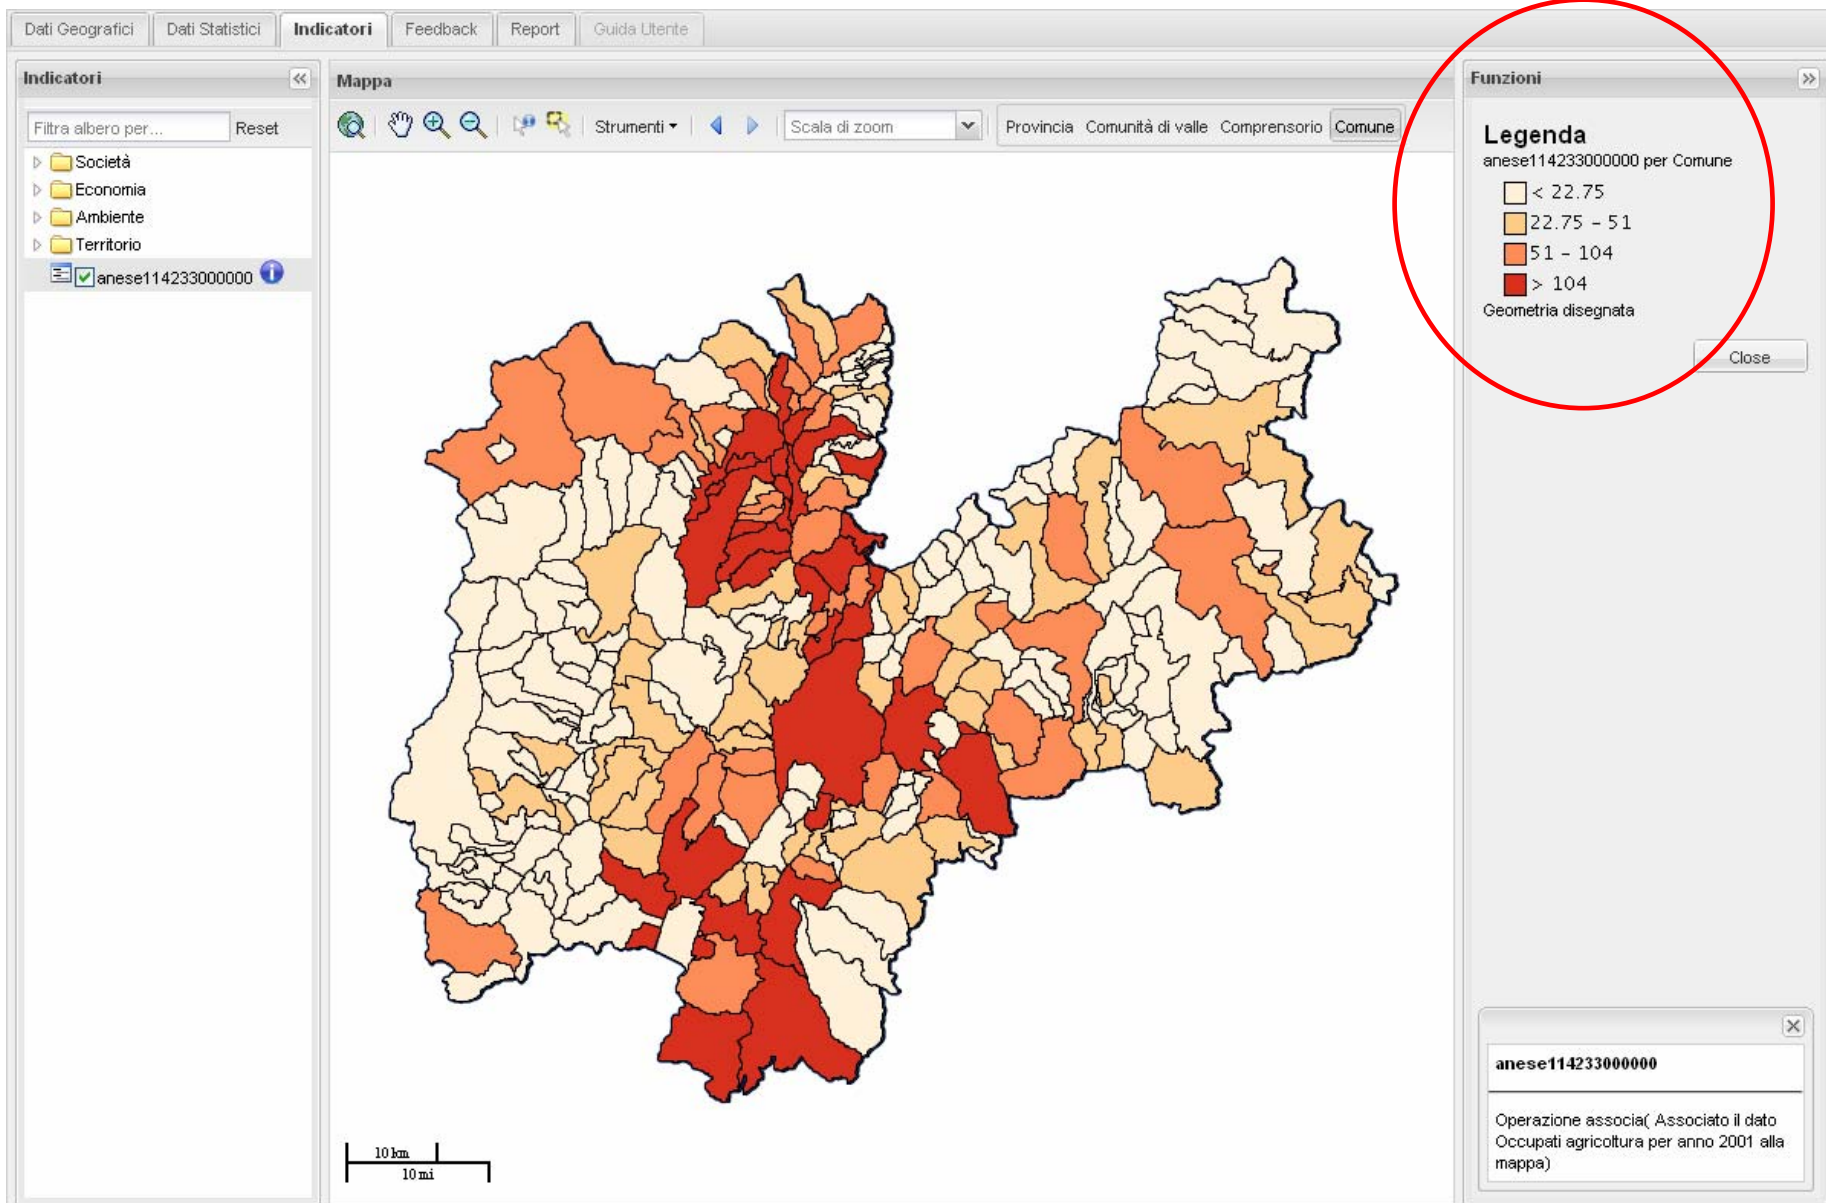 Dati Geografici Dati Statistici Indicatori Feedback Report Guida Utente
Indicatori
Filtra albero per... Reset
Società
Economia
Ambiente
Territorio
anese114233000000
Mappa
Strumenti Scala di zoom Provincia Comunità di valle Comprensorio Comune
10 km
10 mi
Funzioni
Legenda
anese114233000000 per Comune
< 22.75
22.75 - 51
51 - 104
> 104
Geometria disegnata
Close
anese114233000000
Operazione associa( Associato il dato
Occupati agricoltura per anno 2001 alla
mappa)